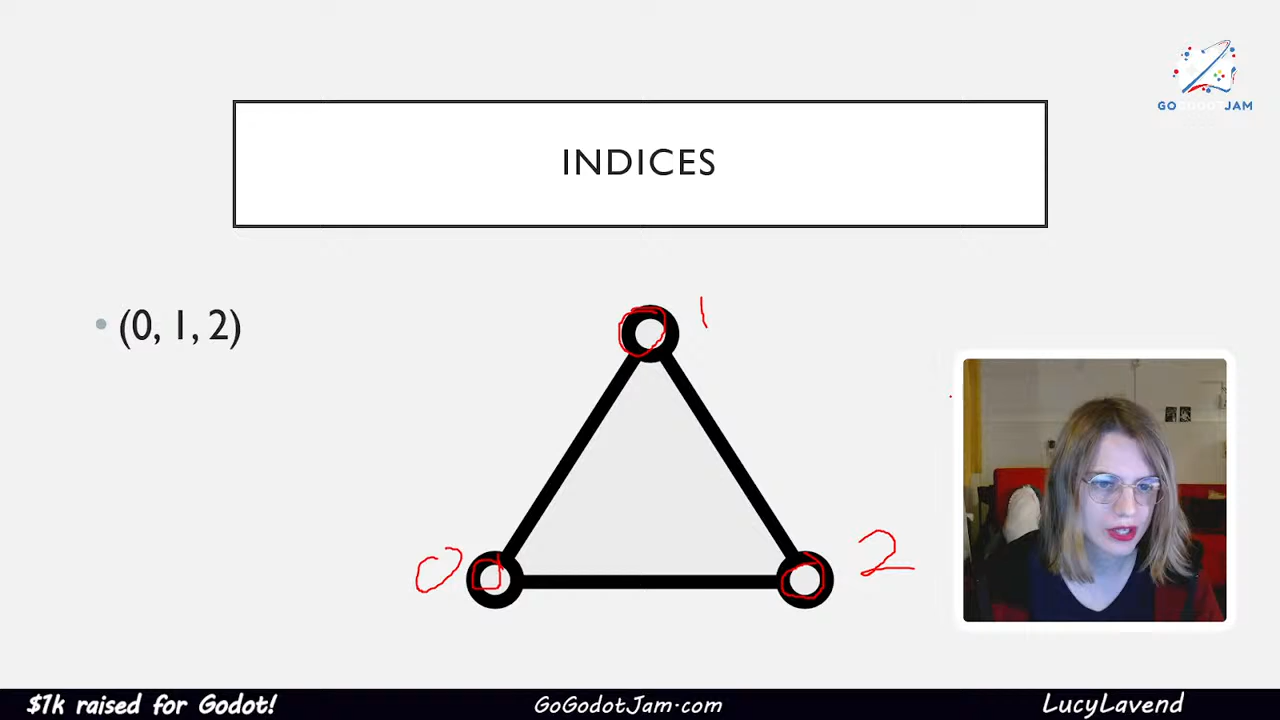 GO GODOT JAM
INDICES
• (0, 1, 2)
1
0
2
$1k raised for Godot!
GoGodotJam.com
LucyLavend